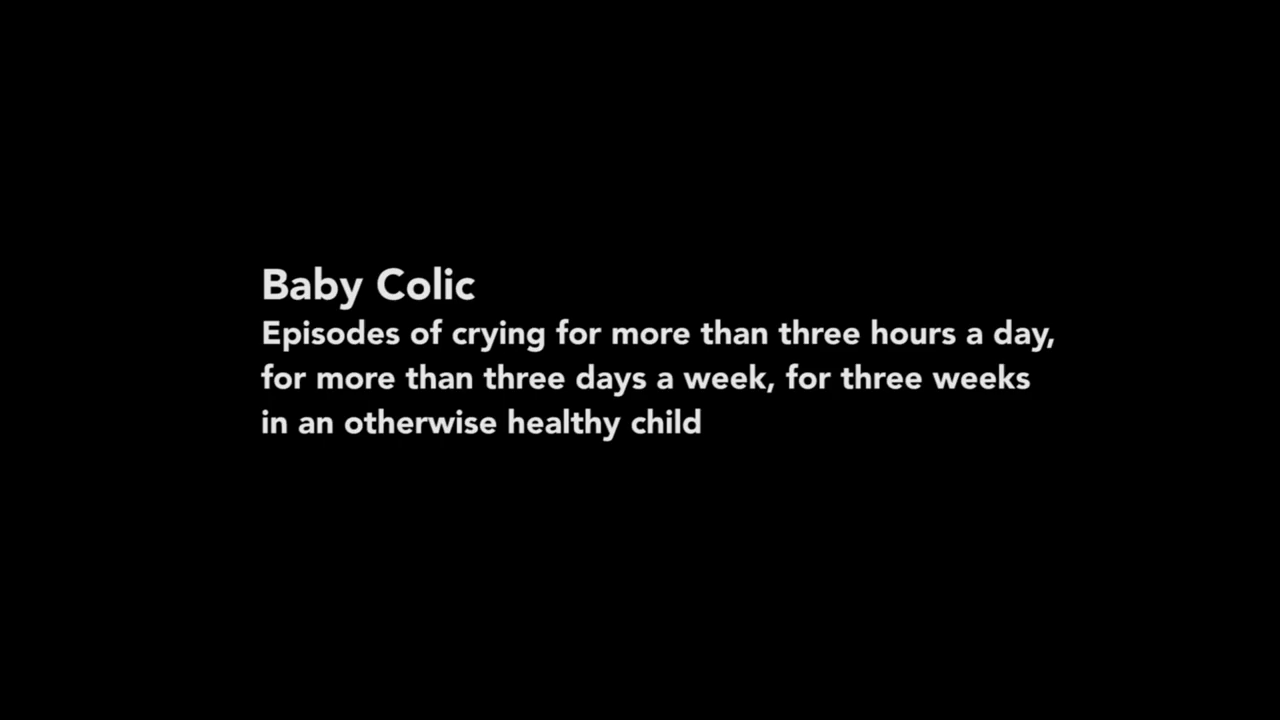 Baby Colic
Episodes of crying for more than three hours a day,
for more than three days a week, for three weeks
in an otherwise healthy child